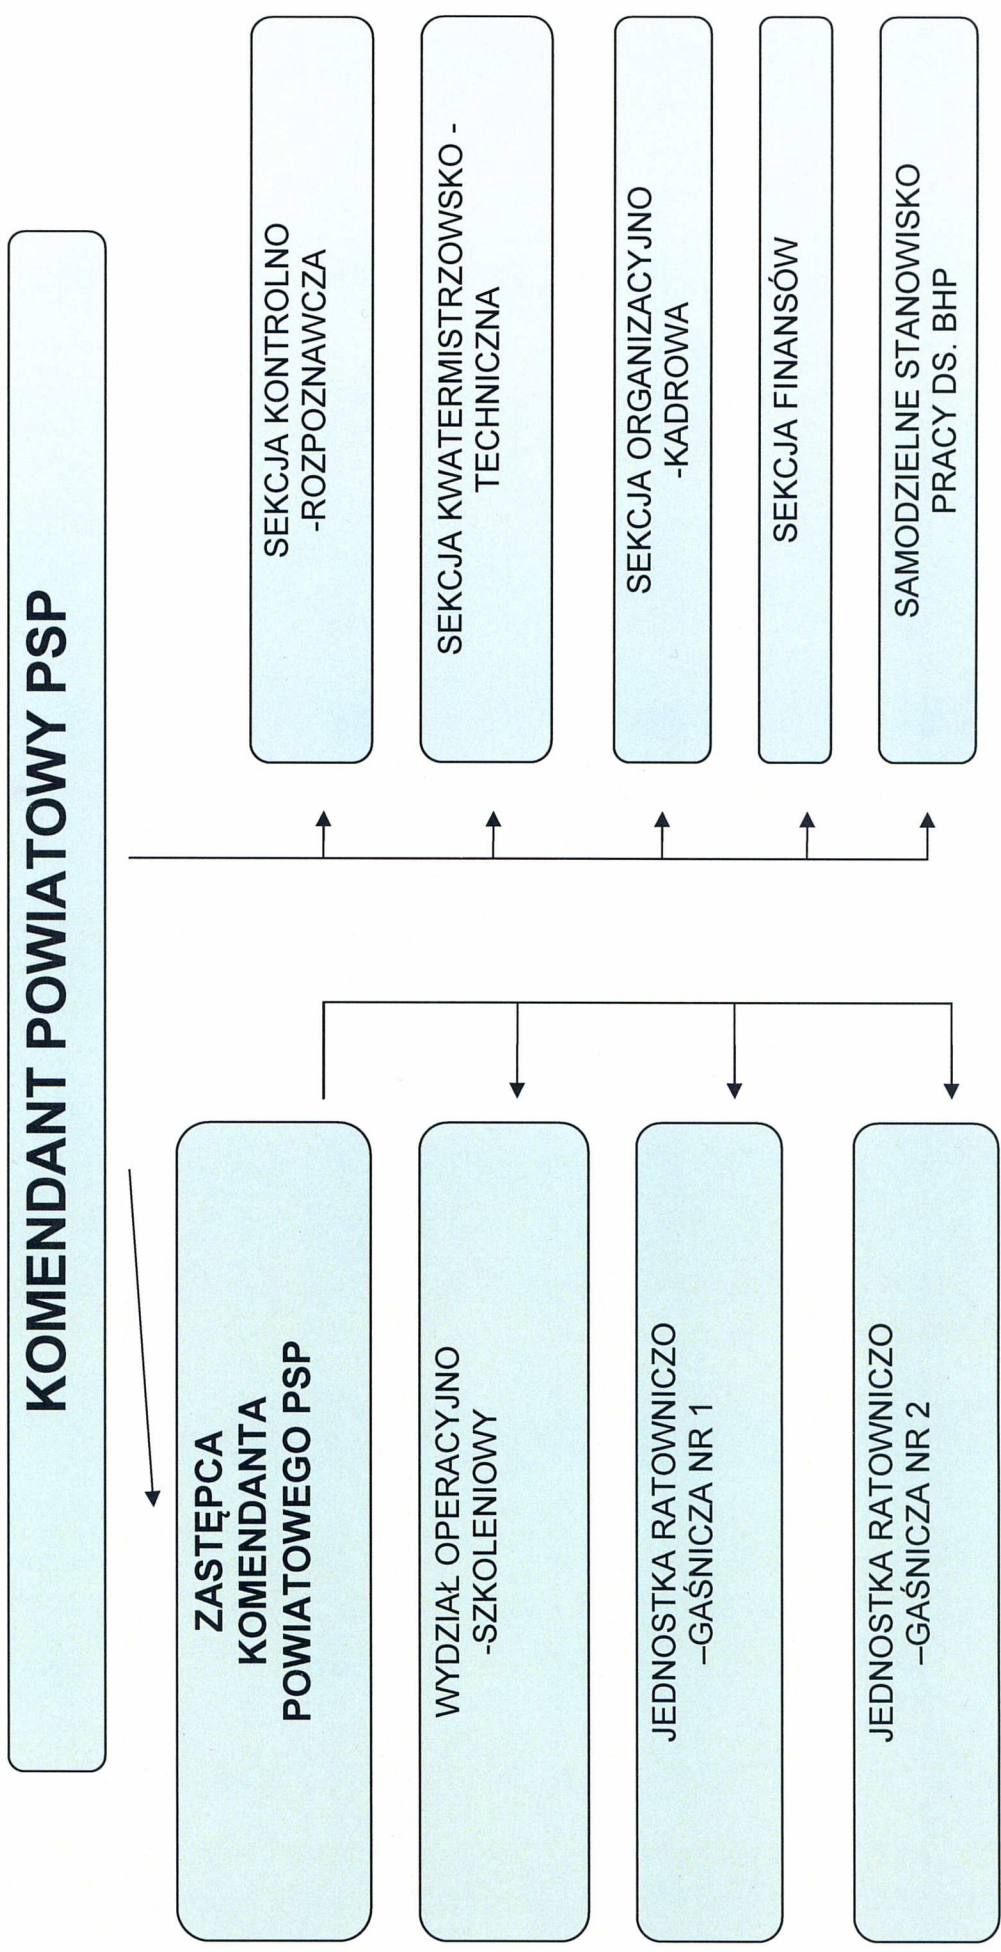 KOMENDANT POWIATOWY PSP
ZASTĘPCA
KOMENDANTA
POWIATOWEGO PSP
WYDZIAŁ OPERACYJNO
-SZKOLENIOWY
JEDNOSTKA RATOWNICZO
–GAŚNICZA NR 1
JEDNOSTKA RATOWNICZO
–GAŚNICZA NR 2
SEKCJA KONTROLNO
-ROZPOZNAWCZA
SEKCJA KWATERMISTRZOWSKO -
TECHNICZNA
SEKCJA ORGANIZACYJNO
-KADROWA
SEKCJA FINANSÓW
SAMODZIELNE STANOWISKO
PRACY DS. BHP